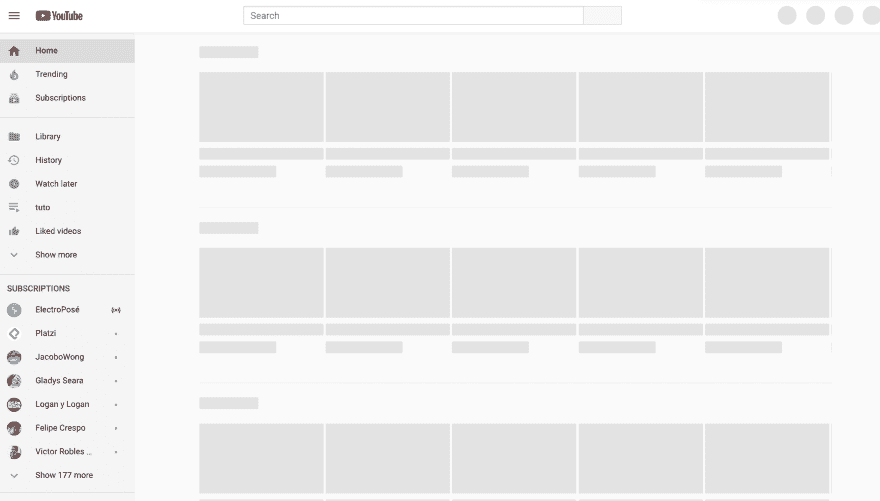 YouTube
Search
Home
Trending
Subscriptions
Library
History
Watch later
tuto
Liked videos
Show more
SUBSCRIPTIONS
ElectroPosé
Platzi
JacoboWong
Gladys Seara
Logan y Logan
Felipe Crespo
Victor Robles ...
Show 177 more